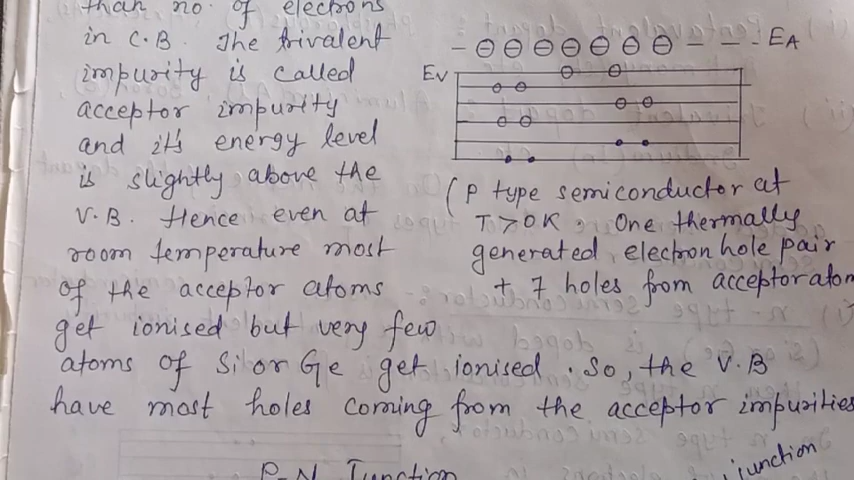 than no. of electrons
in C.B. The trivalent
impurity is called
acceptor impurity
and it's energy level
is slightly above the
V.B. Hence even at
room temperature most
of the acceptor atoms
get ionised but very few
atoms of Si or Ge get ionised. So, the V.B
have most holes coming from the acceptor impurities
- ⊖ ⊖ ⊖ ⊖ ⊖ ⊖ ⊖ - - - EA
EV
(P type semiconductor at
T > 0K. One thermally
generated electron hole pair
+ 7 holes from acceptor atom
P-N Junction
junction